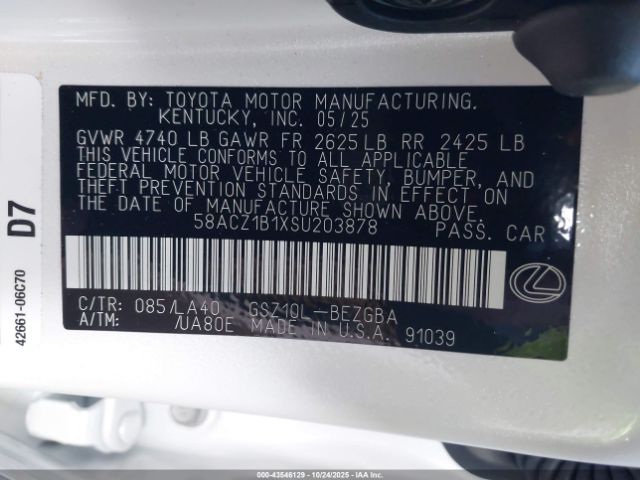 MFD. BY: TOYOTA MOTOR MANUFACTURING.
KENTUCKY, INC. 05/25
GVWR 4740 LB GAWR FR 2625 LB RR 2425 LB
THIS VEHICLE CONFORMS TO ALL APPLICABLE
FEDERAL MOTOR VEHICLE SAFETY, BUMPER, AND
THEFT PREVENTION STANDARDS IN EFFECT ON
THE DATE OF MANUFACTURE SHOWN ABOVE.
58ACZ1B1XSU203878 PASS. CAR
C/TR: 085/LA40 GSZ10L-BEZGBA
A/TM: /UA80E MADE IN U.S.A. 91039
D7
42661-06C70
000-43546129 - 10/24/2025 - IAA